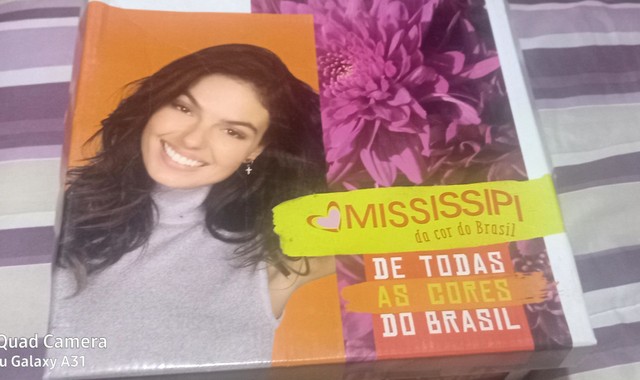 MISSISSIPI
da cor do Brasil
DE TODAS
AS CORES
DO BRASIL
Quad Camera
Galaxy A31